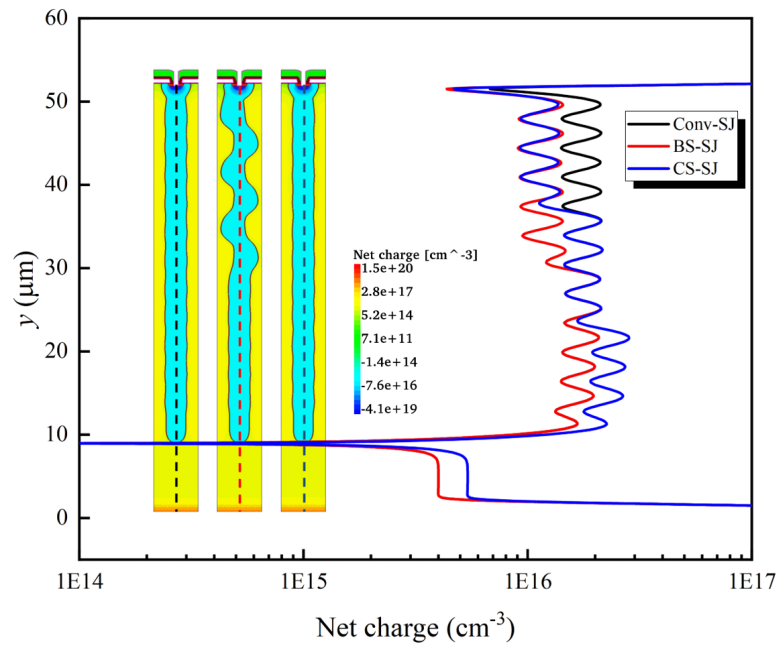 60
50
40
30
20
10
0
y (μm)
Conv-SJ
BS-SJ
CS-SJ
Net charge [cm^-3]
1.5e+20
2.8e+17
5.2e+14
7.1e+11
-1.4e+14
-7.6e+16
-4.1e+19
1E14
1E15
1E16
1E17
Net charge (cm⁻³)